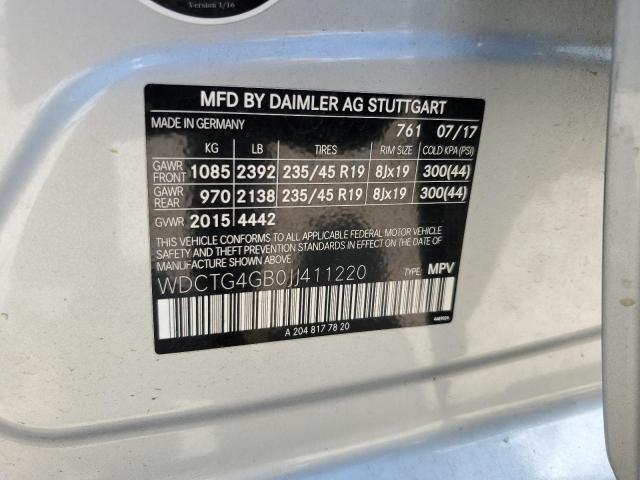 Version 1/16
MFD BY DAIMLER AG STUTTGART
MADE IN GERMANY 761 07/17
KG LB TIRES RIM SIZE COLD KPA (PSI)
GAWR FRONT 1085 2392 235/45 R19 8Jx19 300(44)
GAWR REAR 970 2138 235/45 R19 8Jx19 300(44)
GVWR 2015 4442
THIS VEHICLE CONFORMS TO ALL APPLICABLE FEDERAL MOTOR VEHICLE
SAFETY AND THEFT PREVENTION STANDARDS IN EFFECT ON THE DATE OF
MANUFACTURE SHOWN ABOVE.
WDCTG4GB0JJ411220 TYPE: MPV
A 204 817 78 20